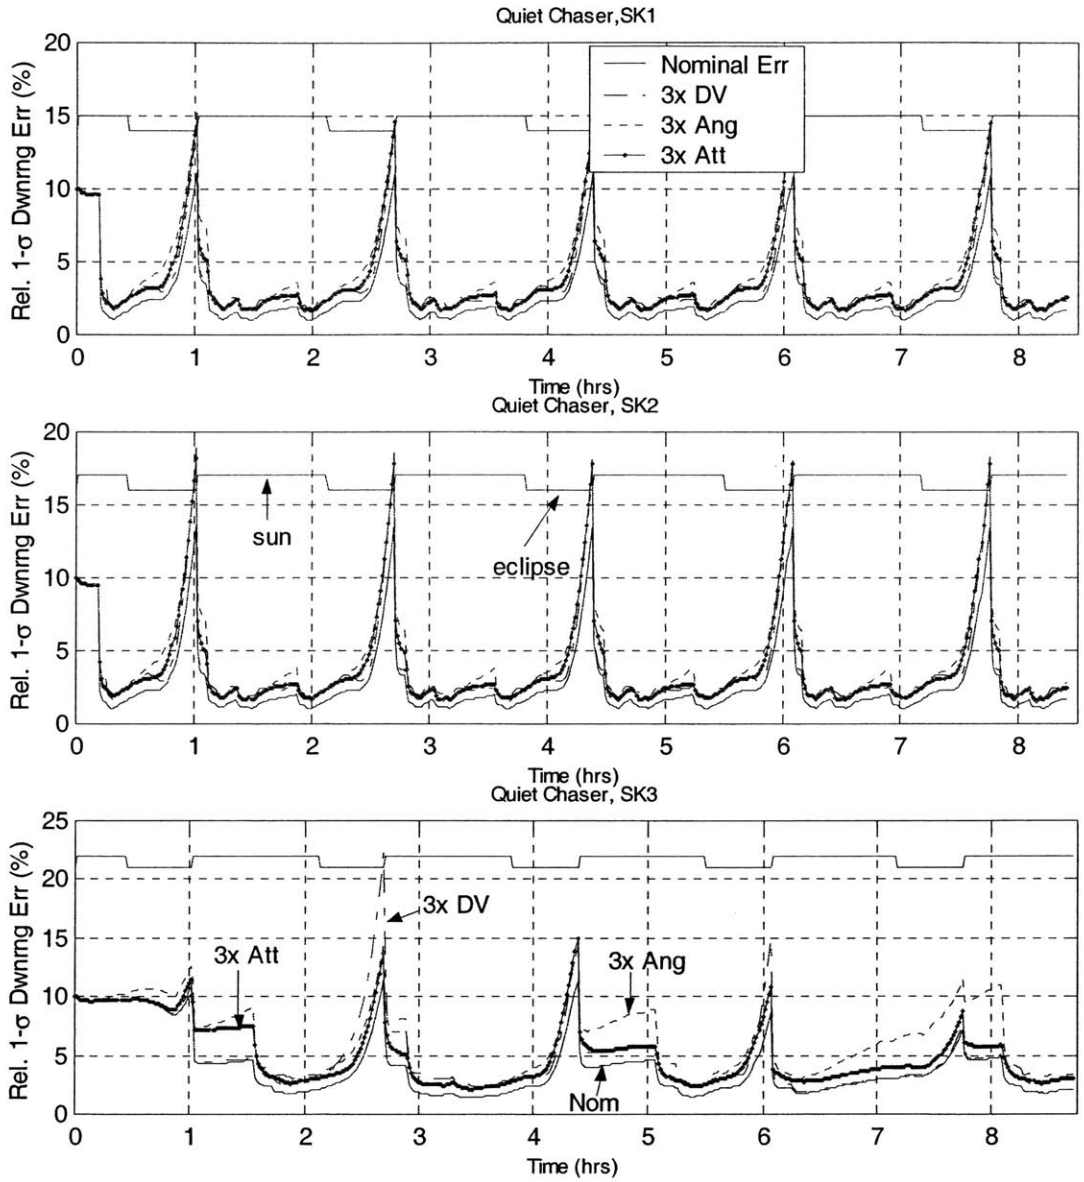 Quiet Chaser,SK1
20
15
10
5
0
Rel. 1-σ Dwnrng Err (%)
Nominal Err
3x DV
3x Ang
3x Att
0 1 2 3 4 5 6 7 8
Time (hrs)
Quiet Chaser, SK2
20
15
10
5
0
Rel. 1-σ Dwnrng Err (%)
sun
eclipse
0 1 2 3 4 5 6 7 8
Time (hrs)
Quiet Chaser, SK3
25
20
15
10
5
0
Rel. 1-σ Dwnrng Err (%)
3x DV
3x Att
3x Ang
Nom
0 1 2 3 4 5 6 7 8
Time (hrs)